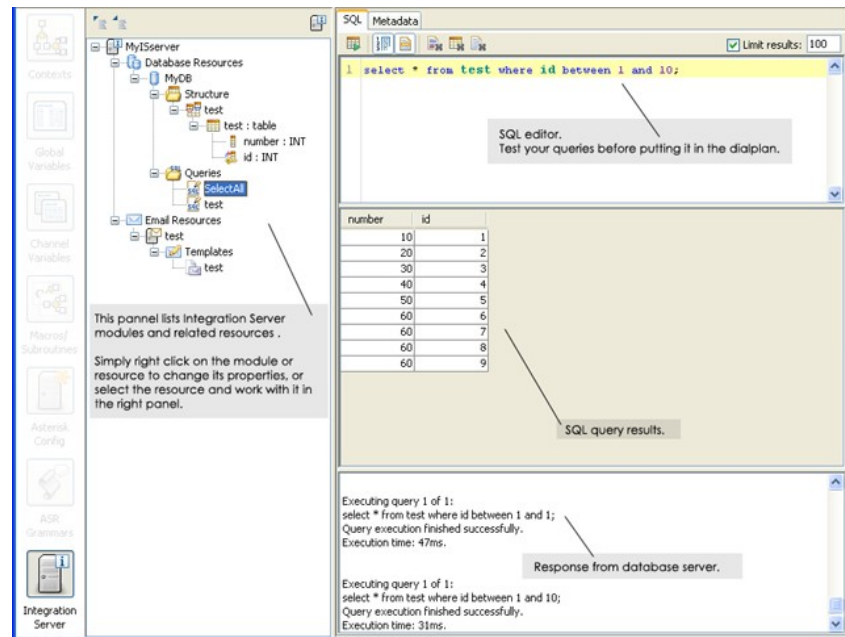 Contexts
Global
Variables
Channel
Variables
Macros/
Subroutines
Asterisk
Config
ASR
Grammars
Integration
Server
MyISserver
Database Resources
MyDB
Structure
test
test : table
number : INT
id : INT
Queries
SelectAll
test
Email Resources
test
Templates
test
This pannel lists Integration Server
modules and related resources .
Simply right click on the module or
resource to change its properties, or
select the resource and work with it in
the right panel.
SQL Metadata
Limit results: 100
1 select * from test where id between 1 and 10;
SQL editor.
Test your queries before putting it in the dialplan.
number id
10 1
20 2
30 3
40 4
50 5
60 6
60 7
60 8
60 9
SQL query results.
Executing query 1 of 1:
select * from test where id between 1 and 1;
Query execution finished successfully.
Execution time: 47ms.
Response from database server.
Executing query 1 of 1:
select * from test where id between 1 and 10;
Query execution finished successfully.
Execution time: 31ms.